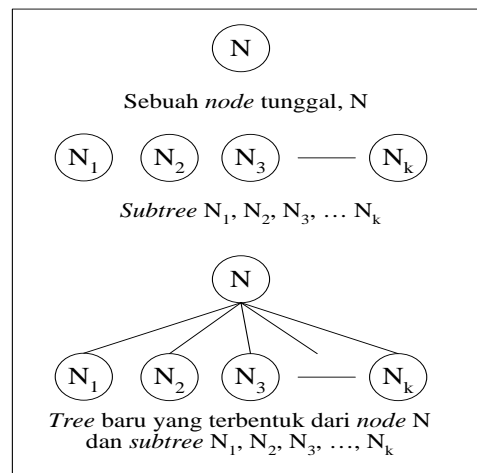 N
Sebuah node tunggal, N
N₁ N₂ N₃ Nₖ
Subtree N₁, N₂, N₃, … Nₖ
N
N₁ N₂ N₃ Nₖ
Tree baru yang terbentuk dari node N
dan subtree N₁, N₂, N₃, …, Nₖ